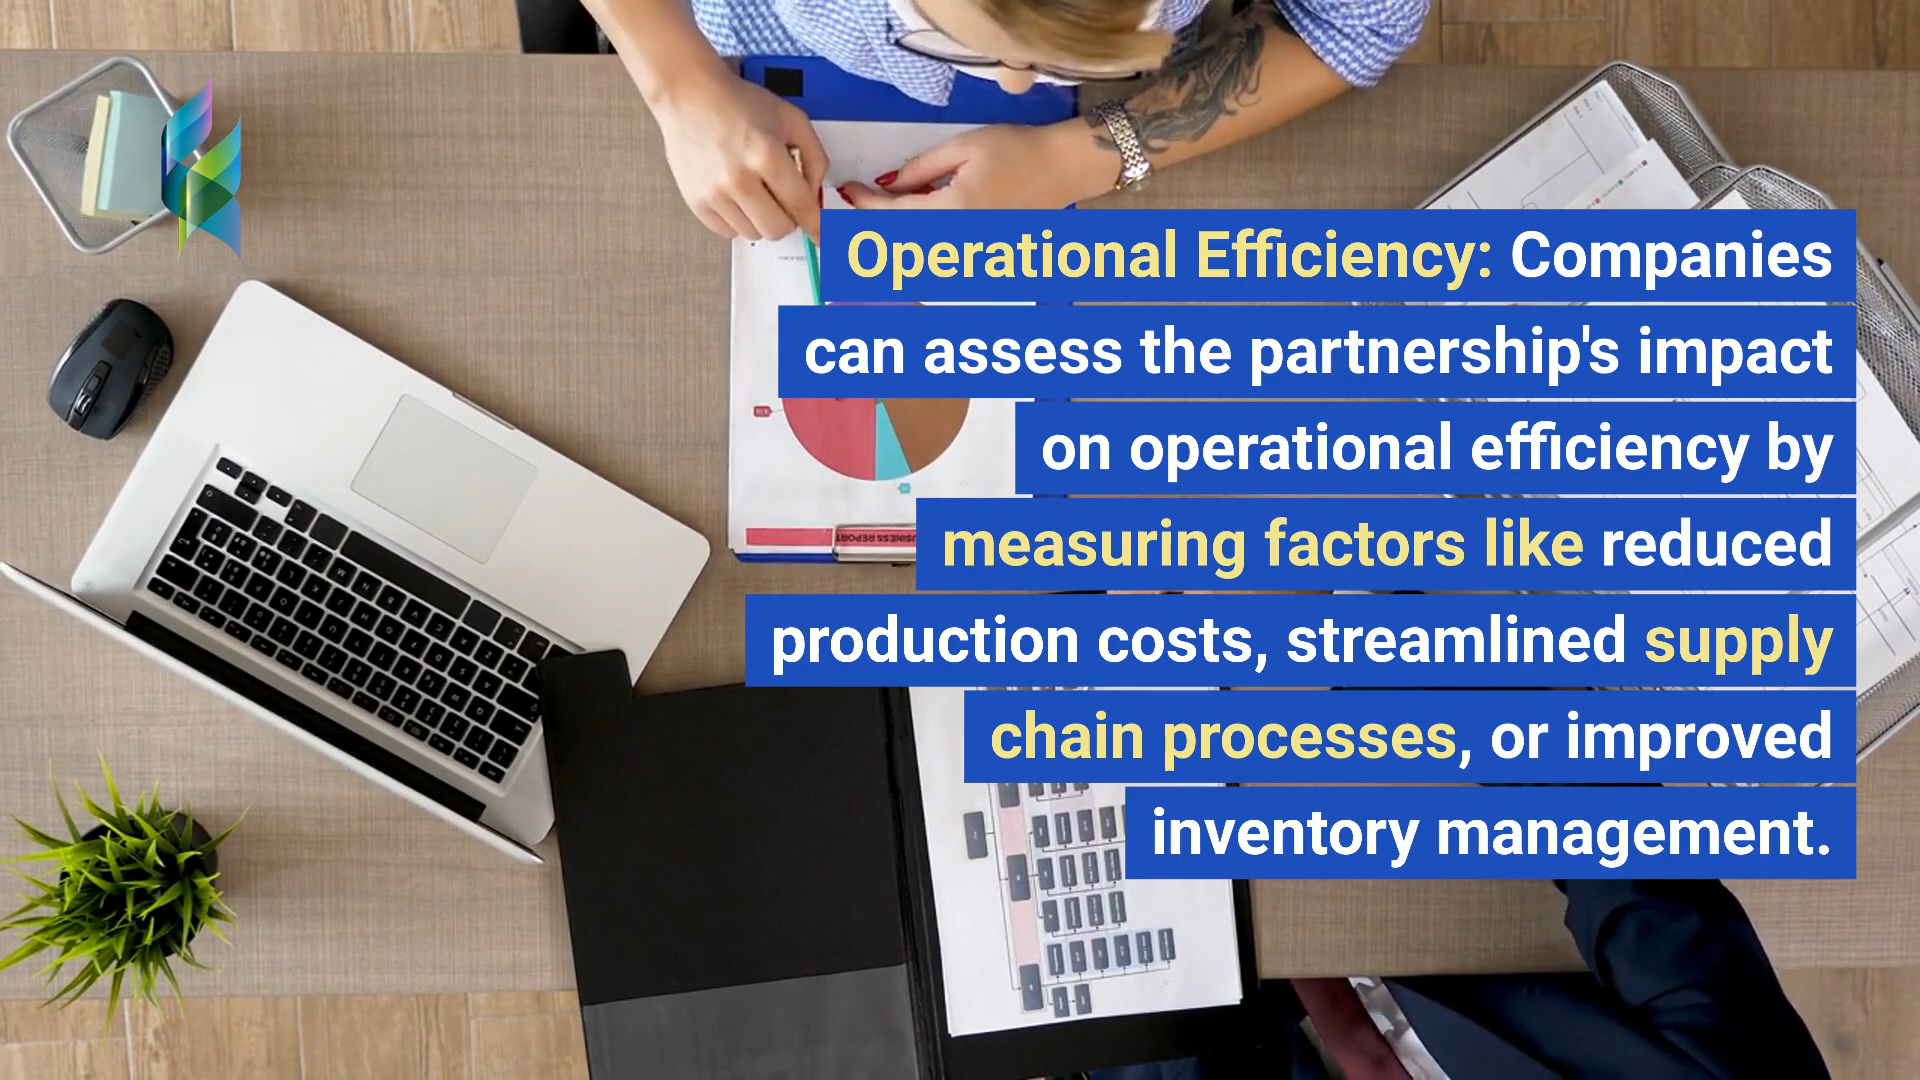 Operational Efficiency: Companies
can assess the partnership's impact
on operational efficiency by
measuring factors like reduced
production costs, streamlined supply
chain processes, or improved
inventory management.